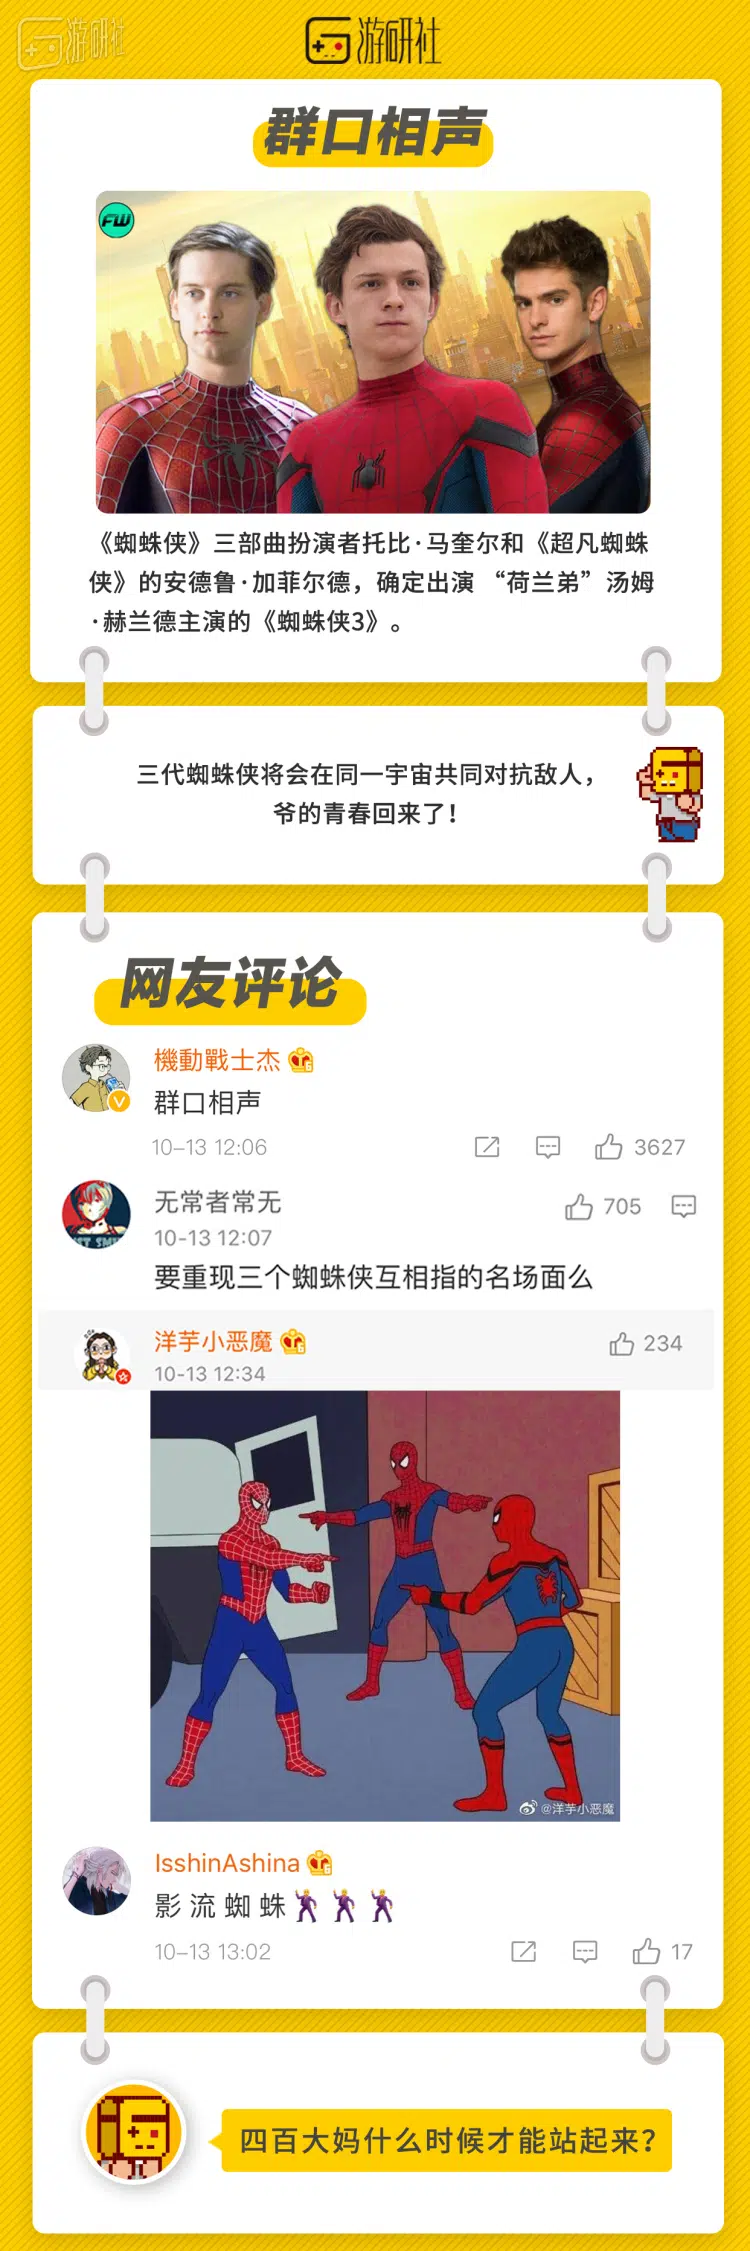 游研社
游研社
群口相声
FW
《蜘蛛侠》三部曲扮演者托比·马奎尔和《超凡蜘蛛
侠》的安德鲁·加菲尔德，确定出演 “荷兰弟”汤姆
·赫兰德主演的《蜘蛛侠3》。
三代蜘蛛侠将会在同一宇宙共同对抗敌人，
爷的青春回来了！
网友评论
機動戰士杰
群口相声
10-13 12:06
3627
无常者常无
705
10-13 12:07
要重现三个蜘蛛侠互相指的名场面么
洋芋小恶魔
234
10-13 12:34
@洋芋小恶魔
IsshinAshina
影 流 蜘 蛛🕺🕺🕺
10-13 13:02
17
四百大妈什么时候才能站起来？